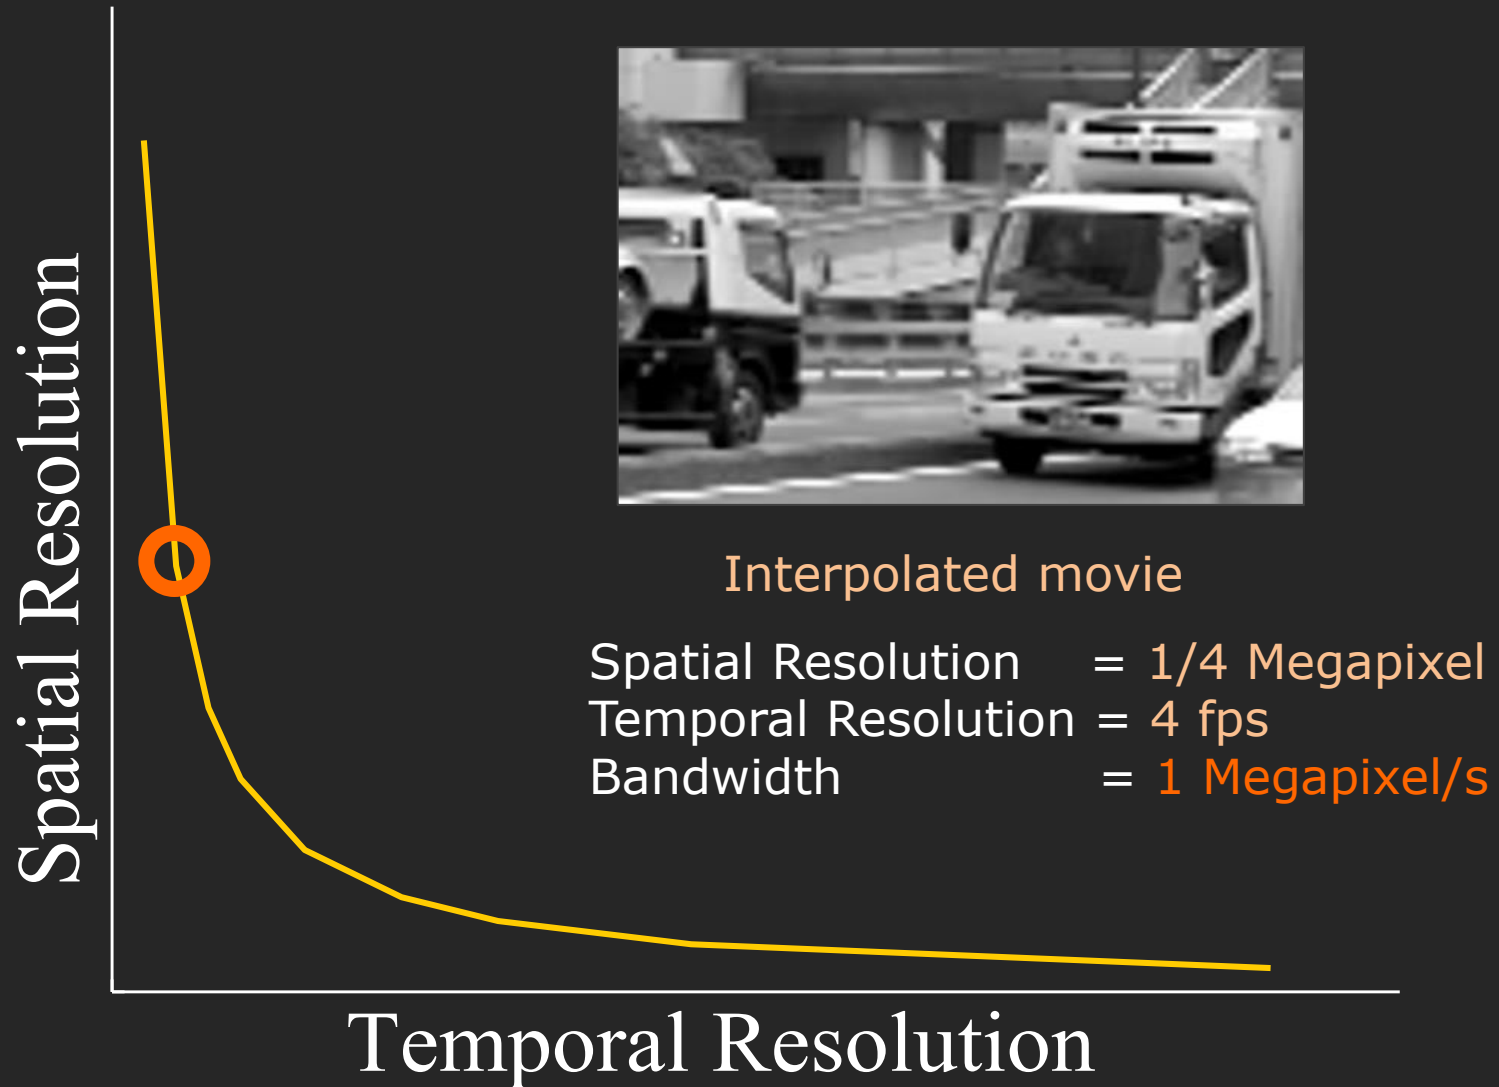 Spatial Resolution
Interpolated movie
Spatial Resolution = 1/4 Megapixel
Temporal Resolution = 4 fps
Bandwidth = 1 Megapixel/s
Temporal Resolution